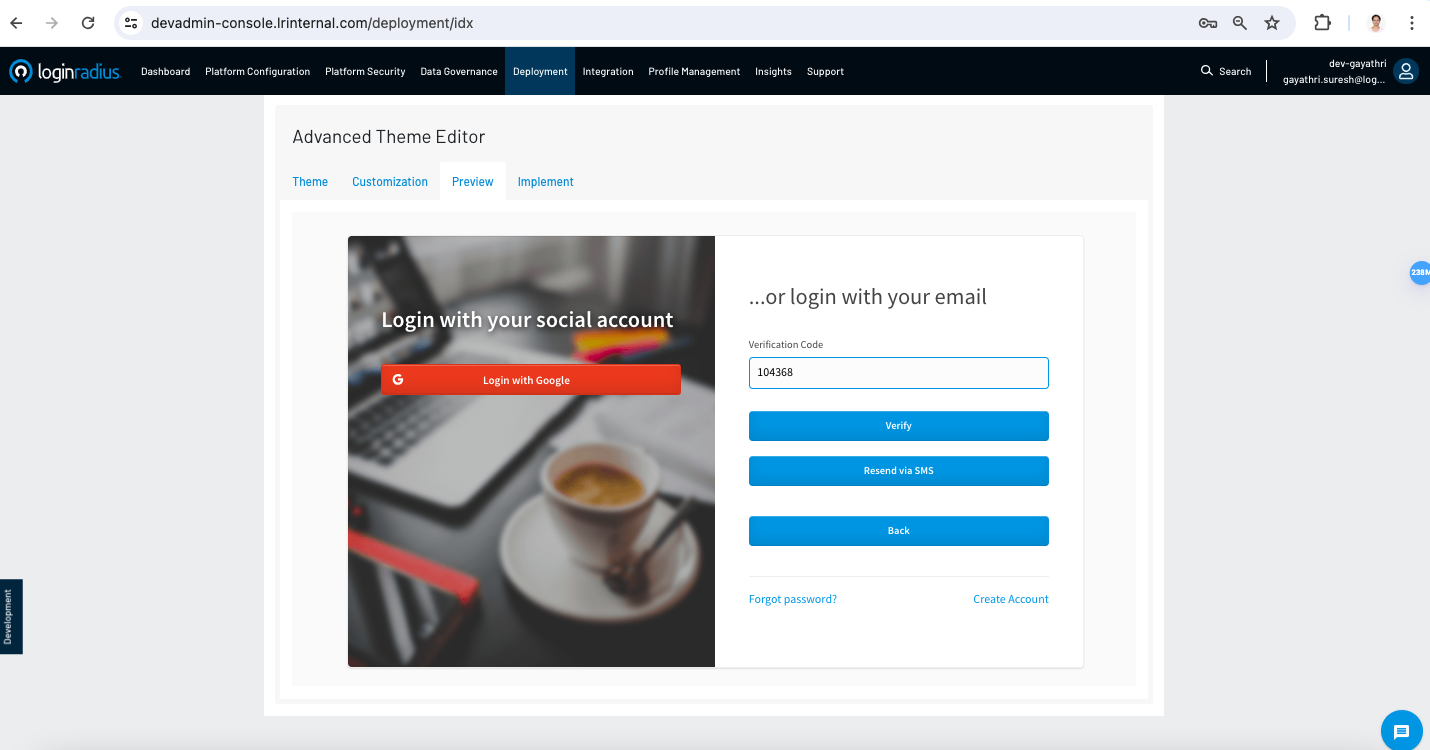 devadmin-console.lrinternal.com/deployment/idx
loginradius
Dashboard
Platform Configuration
Platform Security
Data Governance
Deployment
Integration
Profile Management
Insights
Support
Search
dev-gayathri
gayathri.suresh@log...
Advanced Theme Editor
Theme
Customization
Preview
Implement
Login with your social account
G
Login with Google
...or login with your email
Verification Code
104368
Verify
Resend via SMS
Back
Forgot password?
Create Account
238M
Development